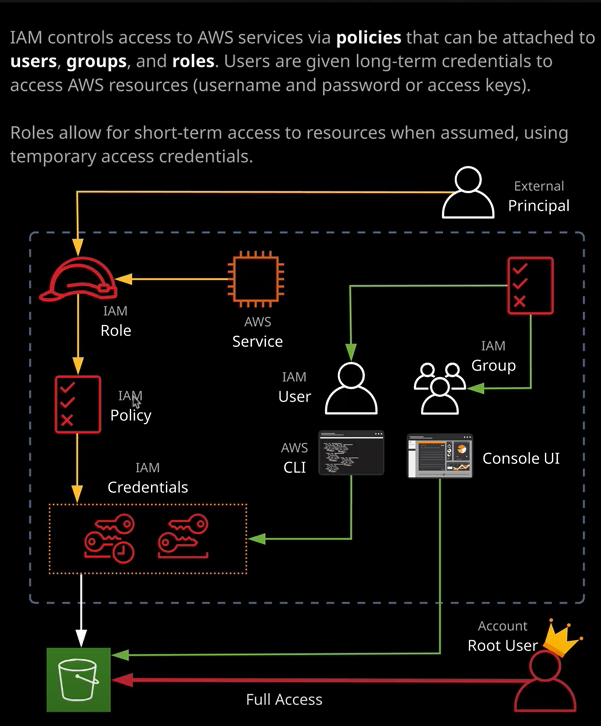 IAM controls access to AWS services via policies that can be attached to
users, groups, and roles. Users are given long-term credentials to
access AWS resources (username and password or access keys).
Roles allow for short-term access to resources when assumed, using
temporary access credentials.
External
Principal
IAM
Role
AWS
Service
IAM
Group
IAM
User
IAM
Policy
AWS
CLI
Console UI
IAM
Credentials
Account
Root User
Full Access